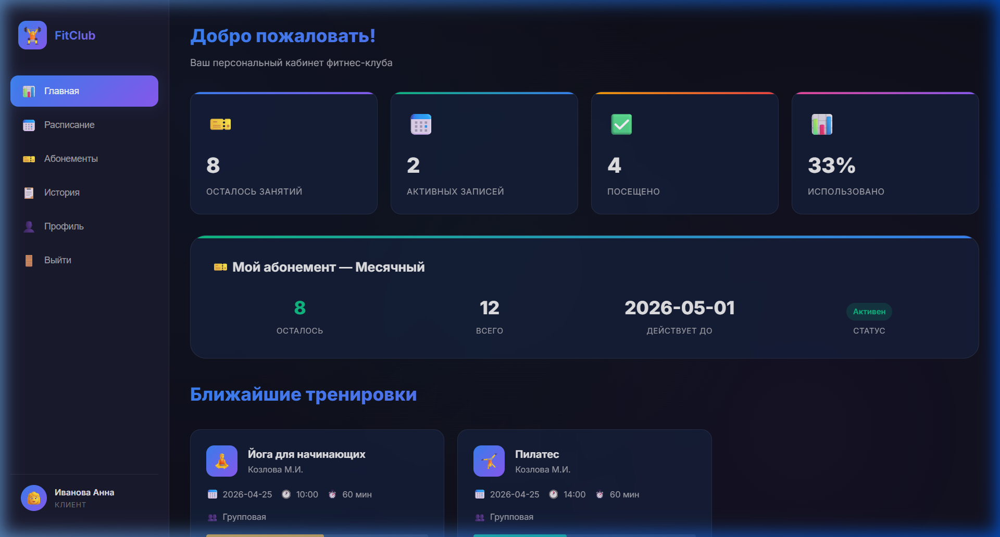 FitClub
Главная
Расписание
Абонементы
История
Профиль
Выйти
Иванова Анна
КЛИЕНТ
Добро пожаловать!
Ваш персональный кабинет фитнес-клуба
8
ОСТАЛОСЬ ЗАНЯТИЙ
2
АКТИВНЫХ ЗАПИСЕЙ
4
ПОСЕЩЕНО
33%
ИСПОЛЬЗОВАНО
Мой абонемент — Месячный
8
ОСТАЛОСЬ
12
ВСЕГО
2026-05-01
ДЕЙСТВУЕТ ДО
Активен
СТАТУС
Ближайшие тренировки
Йога для начинающих
Козлова М.И.
2026-04-25 10:00 60 мин
Групповая
Пилатес
Козлова М.И.
2026-04-25 14:00 60 мин
Групповая